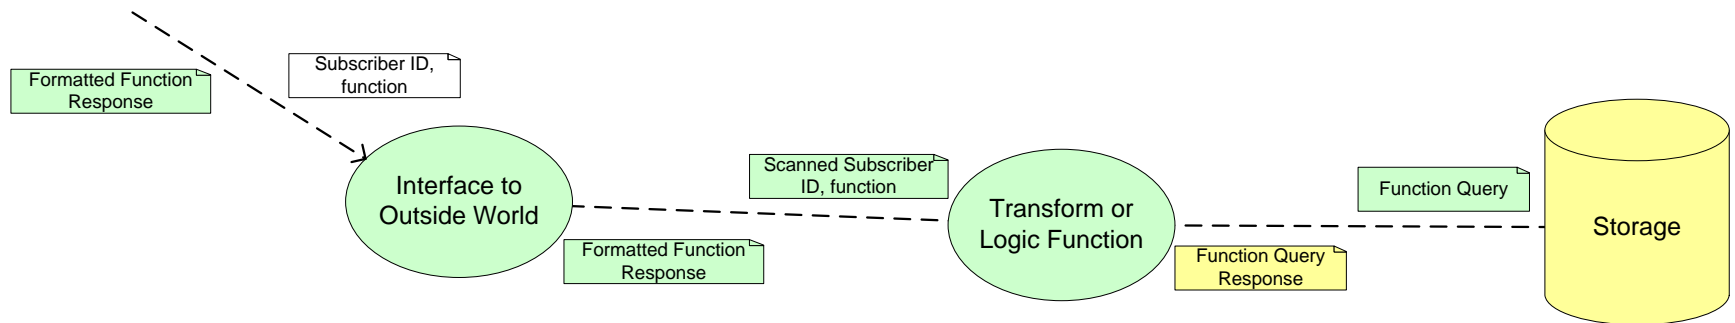 Formatted Function
Response
Subscriber ID,
function
Interface to
Outside World
Scanned Subscriber
ID, function
Formatted Function
Response
Transform or
Logic Function
Function Query
Function Query
Response
Storage